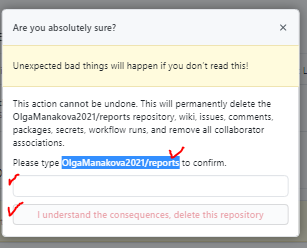 Are you absolutely sure?
Unexpected bad things will happen if you don't read this!
This action cannot be undone. This will permanently delete the
OlgaManakova2021/reports repository, wiki, issues, comments,
packages, secrets, workflow runs, and remove all collaborator
associations.
Please type OlgaManakova2021/reports to confirm.
I understand the consequences, delete this repository